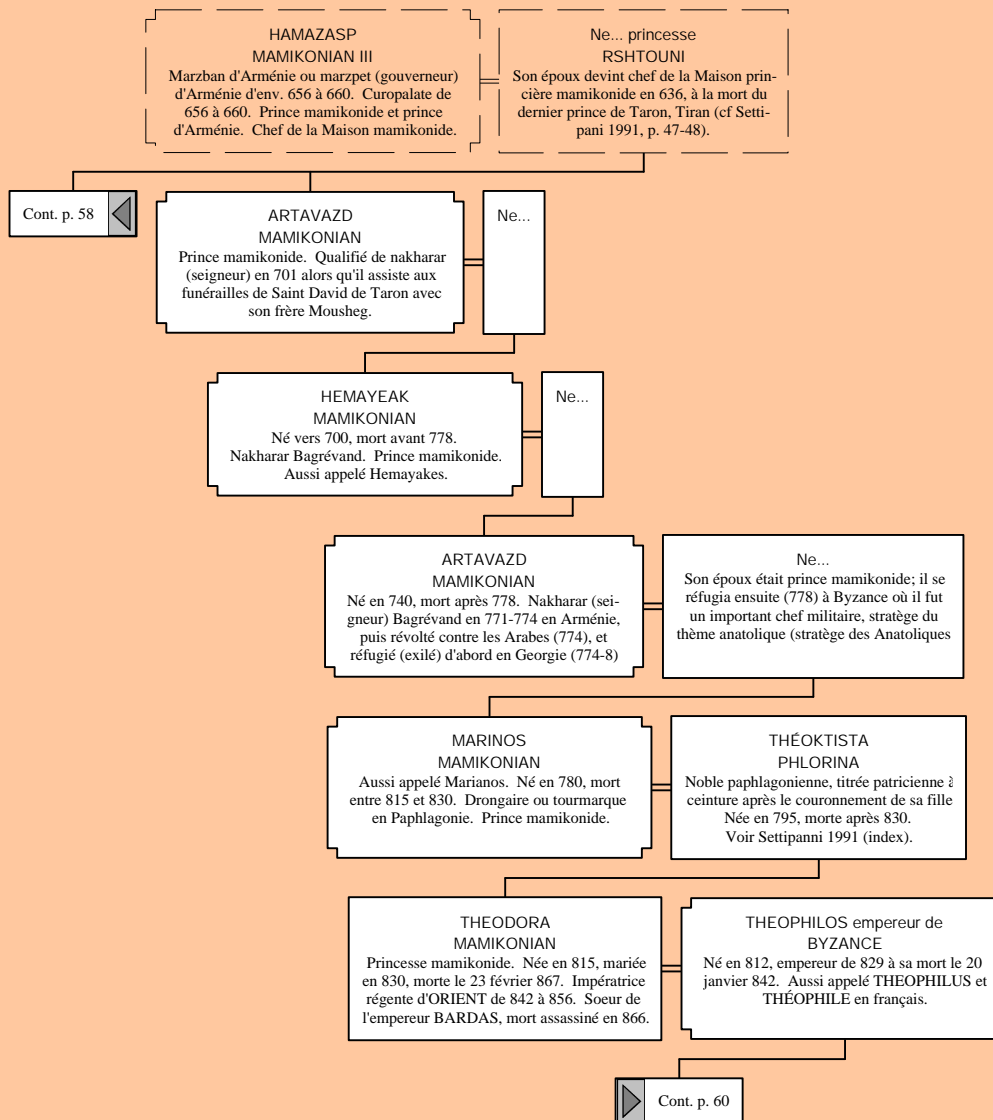 HAMAZASP
MAMIKONIAN III
Marzban d'Arménie ou marzpet (gouverneur)
d'Arménie d'env. 656 à 660. Curopalate de
656 à 660. Prince mamikonide et prince
d'Arménie. Chef de la Maison mamikonide.
Ne... princesse
RSHTOUNI
Son époux devint chef de la Maison prin-
cière mamikonide en 636, à la mort du
dernier prince de Taron, Tiran (cf Setti-
pani 1991, p. 47-48).
Cont. p. 58
ARTAVAZD
MAMIKONIAN
Prince mamikonide. Qualifié de nakharar
(seigneur) en 701 alors qu'il assiste aux
funérailles de Saint David de Taron avec
son frère Mousheg.
Ne...
HEMAYEAK
MAMIKONIAN
Né vers 700, mort avant 778.
Nakharar Bagrévand. Prince mamikonide.
Aussi appelé Hemayakes.
Ne...
ARTAVAZD
MAMIKONIAN
Né en 740, mort après 778. Nakharar (sei-
gneur) Bagrévand en 771-774 en Arménie,
puis révolté contre les Arabes (774), et
réfugié (exilé) d'abord en Georgie (774-8)
Ne...
Son époux était prince mamikonide; il se
réfugia ensuite (778) à Byzance où il fut
un important chef militaire, stratège du
thème anatolique (stratège des Anatoliques
MARINOS
MAMIKONIAN
Aussi appelé Marianos. Né en 780, mort
entre 815 et 830. Drongaire ou tourmarque
en Paphlagonie. Prince mamikonide.
THÉOKTISTA
PHLORINA
Noble paphlagonienne, titrée patricienne à
ceinture après le couronnement de sa fille
Née en 795, morte après 830.
Voir Settipanni 1991 (index).
THEODORA
MAMIKONIAN
Princesse mamikonide. Née en 815, mariée
en 830, morte le 23 février 867. Impératrice
régente d'ORIENT de 842 à 856. Soeur de
l'empereur BARDAS, mort assassiné en 866.
THEOPHILOS empereur de
BYZANCE
Né en 812, empereur de 829 à sa mort le 20
janvier 842. Aussi appelé THEOPHILUS et
THÉOPHILE en français.
Cont. p. 60